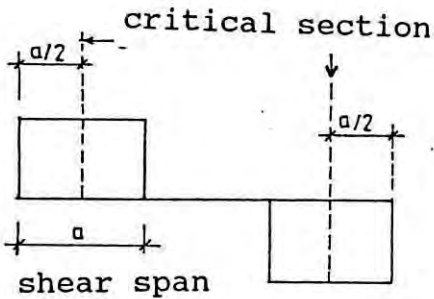 critical section
a/2
a/2
a
shear span